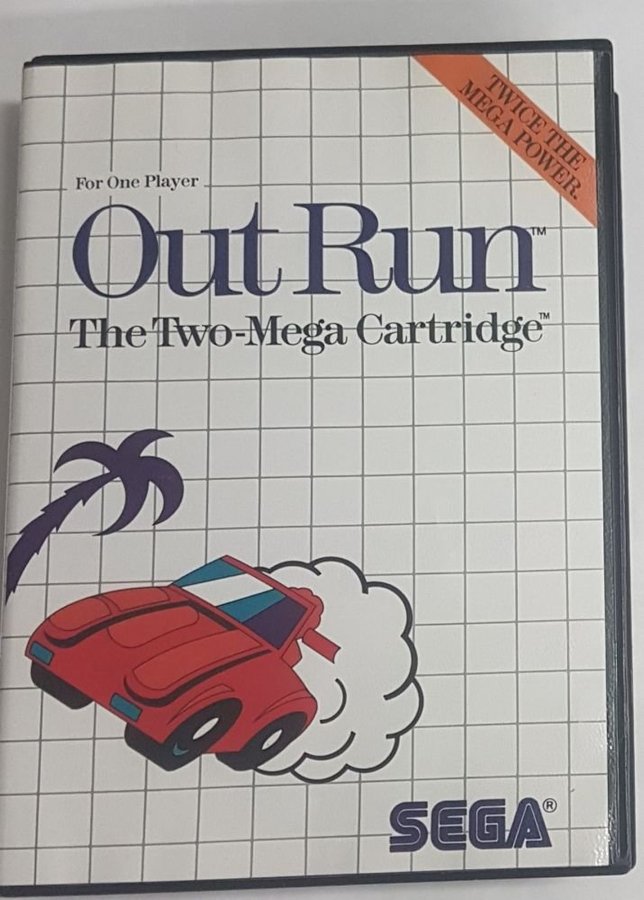 TWICE THE
MEGA POWER.
For One Player
Out Run™
The Two-Mega Cartridge™
SEGA®